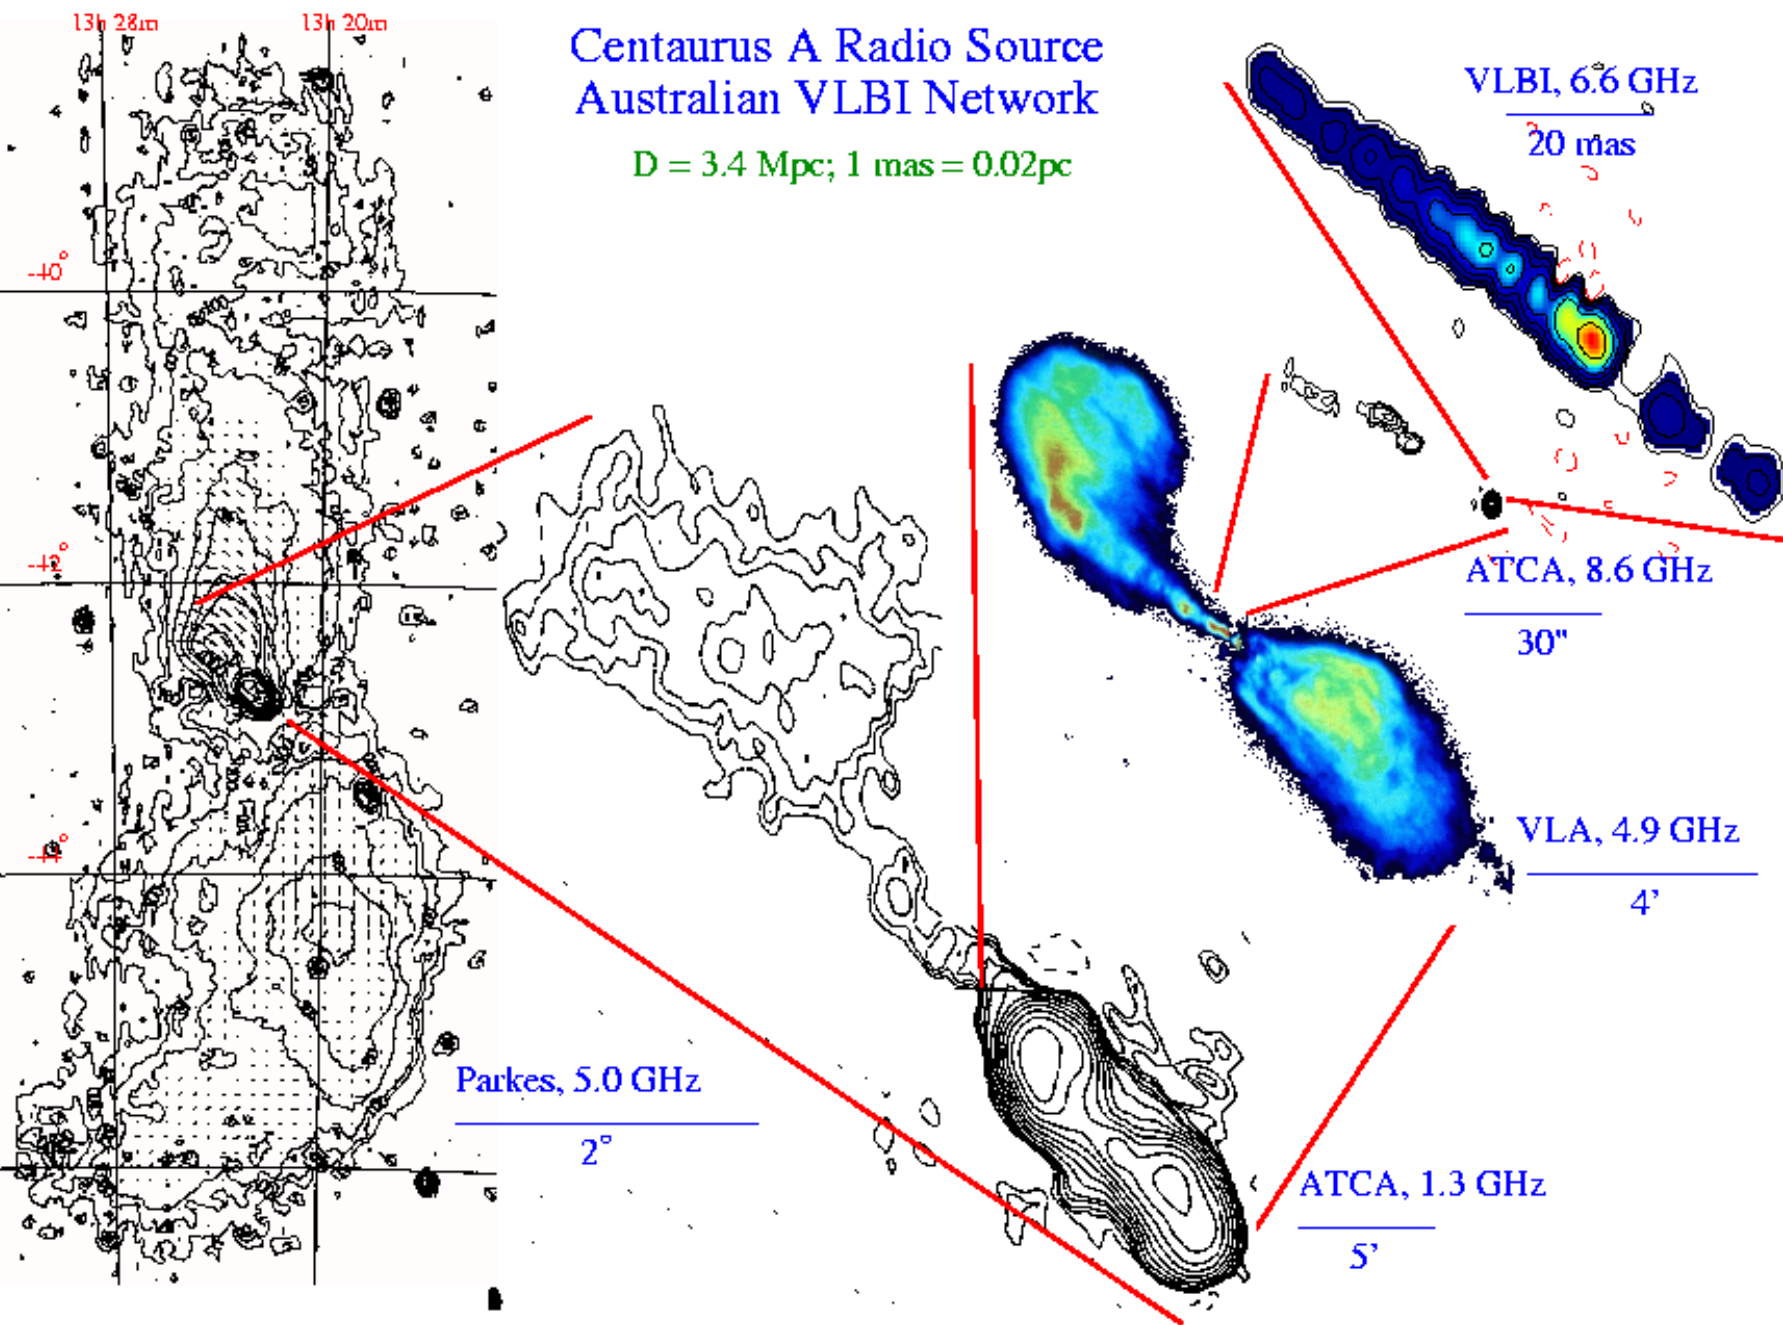 13h 28m
13h 20m
Centaurus A Radio Source
Australian VLBI Network
D = 3.4 Mpc; 1 mas = 0.02pc
VLBI, 6.6 GHz
20 mas
-40°
-42°
-44°
ATCA, 8.6 GHz
30"
VLA, 4.9 GHz
4'
Parkes, 5.0 GHz
2°
ATCA, 1.3 GHz
5'